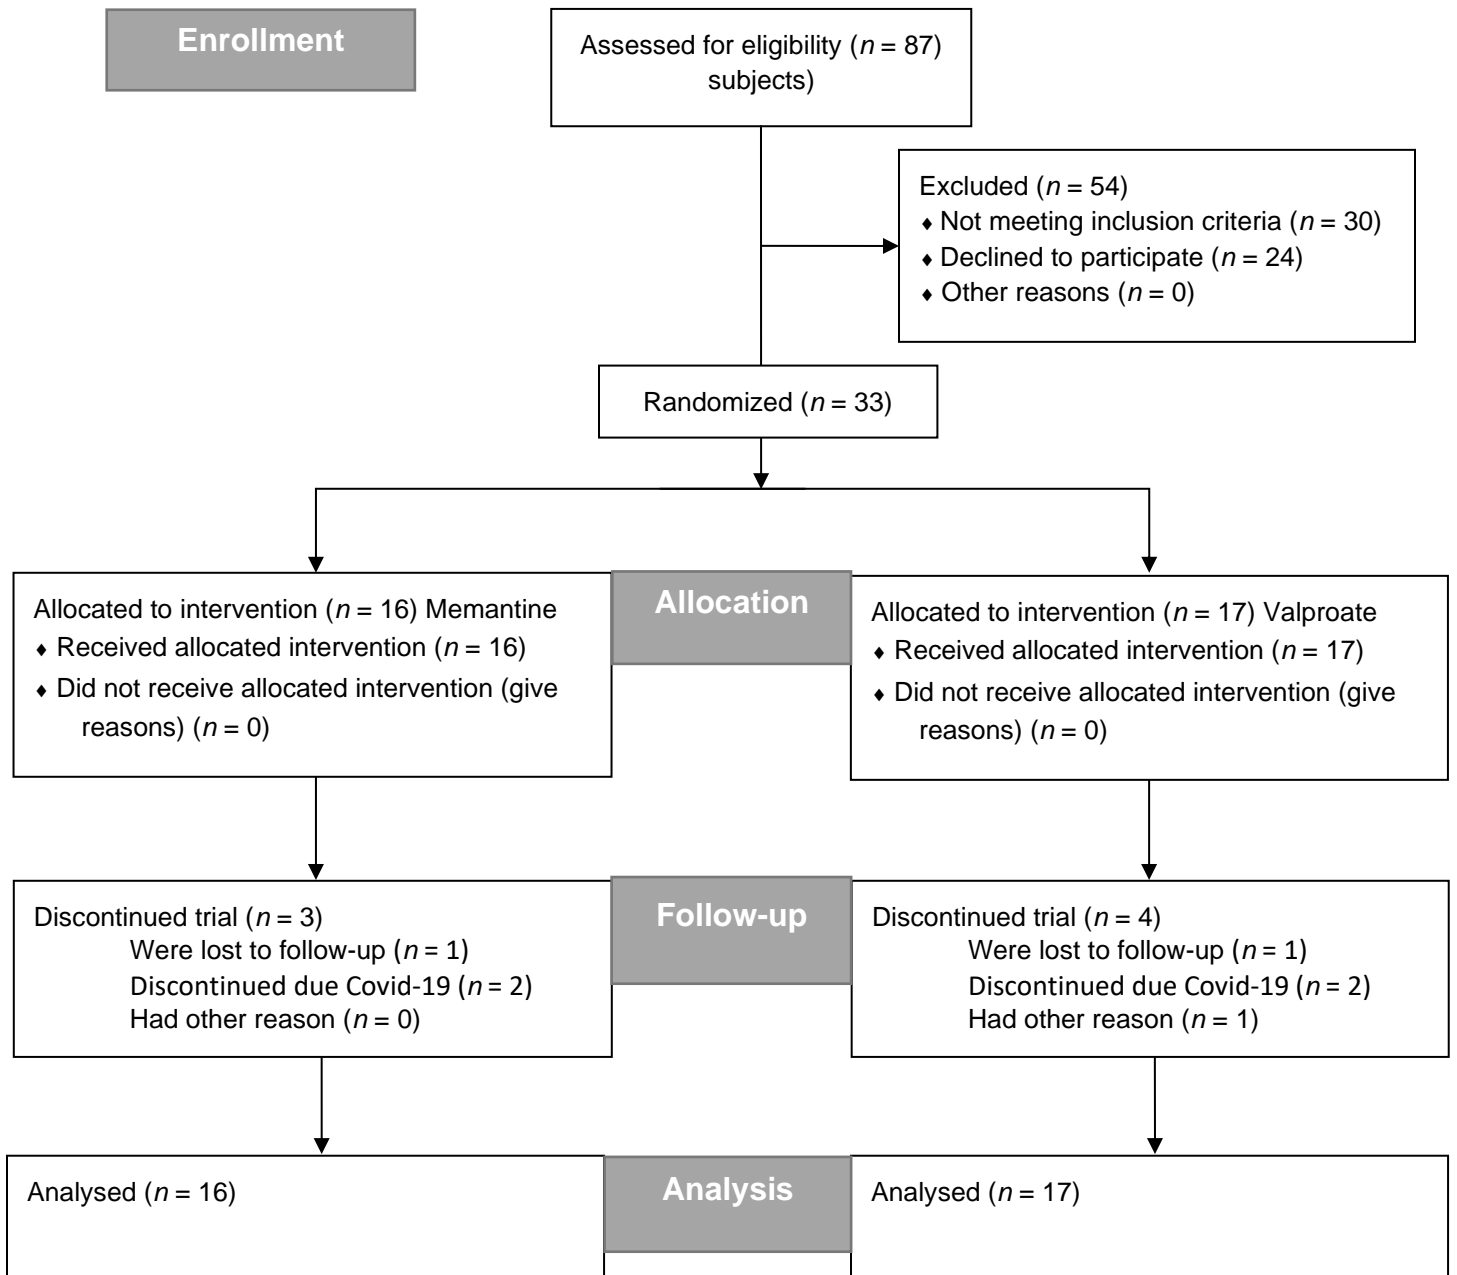 Enrollment
Assessed for eligibility (n = 87)
subjects)
Excluded (n = 54)
♦ Not meeting inclusion criteria (n = 30)
♦ Declined to participate (n = 24)
♦ Other reasons (n = 0)
Randomized (n = 33)
Allocated to intervention (n = 16) Memantine
♦ Received allocated intervention (n = 16)
♦ Did not receive allocated intervention (give
reasons) (n = 0)
Allocation
Allocated to intervention (n = 17) Valproate
♦ Received allocated intervention (n = 17)
♦ Did not receive allocated intervention (give
reasons) (n = 0)
Discontinued trial (n = 3)
Were lost to follow-up (n = 1)
Discontinued due Covid-19 (n = 2)
Had other reason (n = 0)
Follow-up
Discontinued trial (n = 4)
Were lost to follow-up (n = 1)
Discontinued due Covid-19 (n = 2)
Had other reason (n = 1)
Analysed (n = 16)
Analysis
Analysed (n = 17)